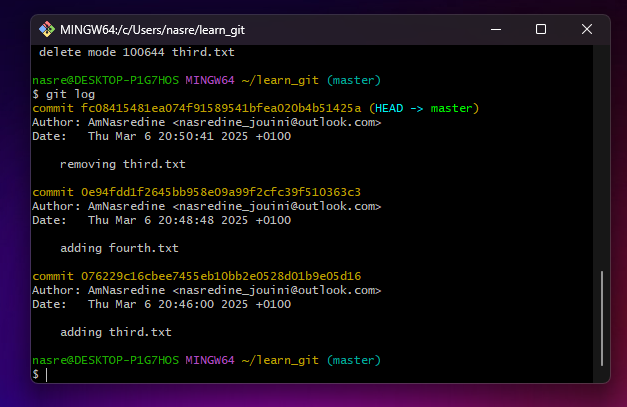 MINGW64:/c/Users/nasre/learn_git
delete mode 100644 third.txt
nasre@DESKTOP-P1G7HOS MINGW64 ~/learn_git (master)
$ git log
commit fc08415481ea074f91589541bfea020b4b51425a (HEAD -> master)
Author: AmNasredine <nasredine_jouini@outlook.com>
Date:   Thu Mar 6 20:50:41 2025 +0100
removing third.txt
commit 0e94fdd1f2645bb958e09a99f2cfc39f510363c3
Author: AmNasredine <nasredine_jouini@outlook.com>
Date:   Thu Mar 6 20:48:48 2025 +0100
adding fourth.txt
commit 076229c16cbee7455eb10bb2e0528d01b9e05d16
Author: AmNasredine <nasredine_jouini@outlook.com>
Date:   Thu Mar 6 20:46:00 2025 +0100
adding third.txt
nasre@DESKTOP-P1G7HOS MINGW64 ~/learn_git (master)
$